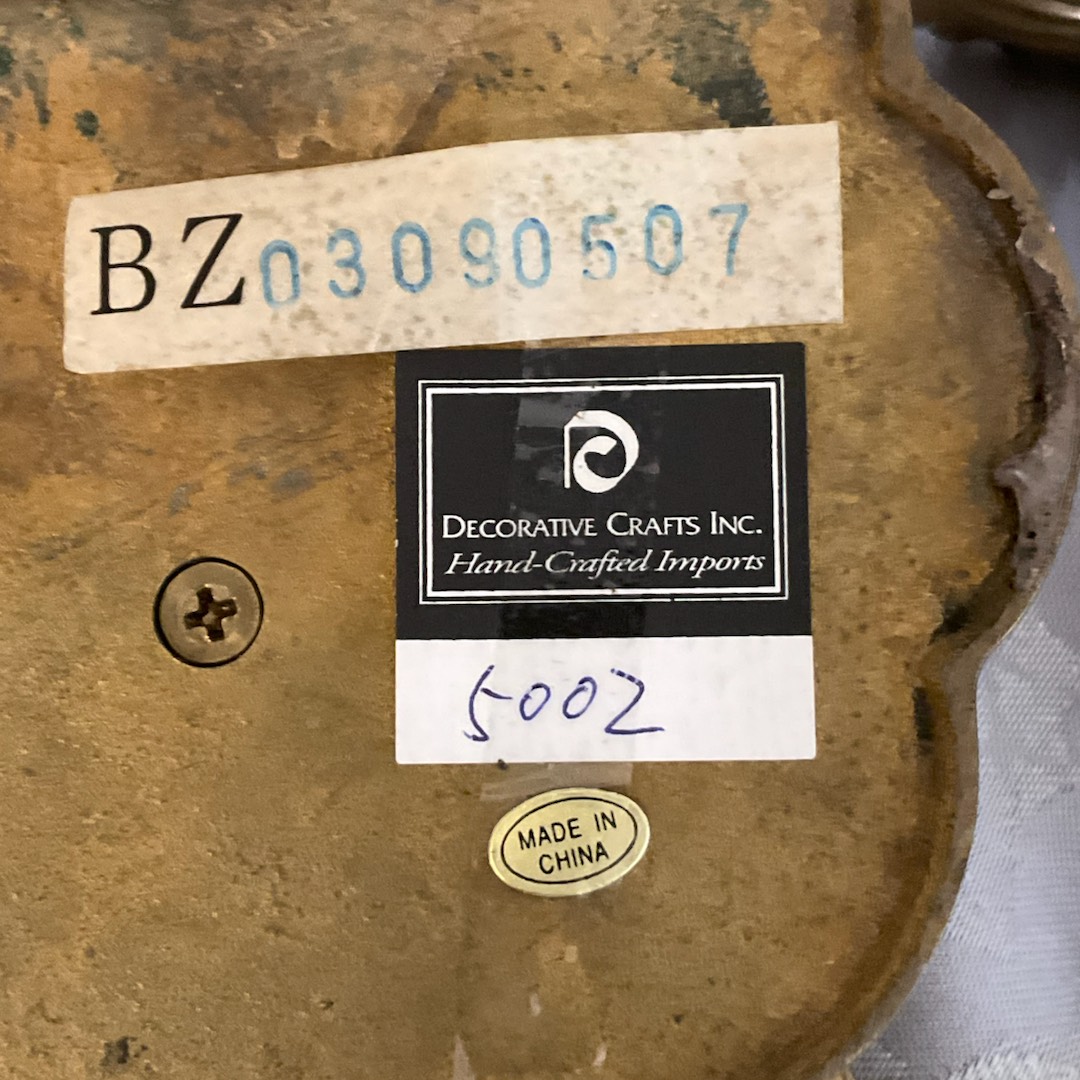 BZ03090507
DECORATIVE CRAFTS INC.
Hand-Crafted Imports
5002
MADE IN
CHINA